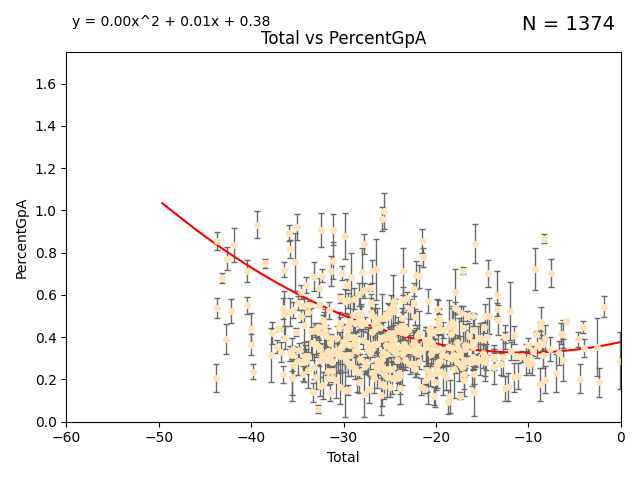 y = 0.00x^2 + 0.01x + 0.38
N = 1374
Total vs PercentGpA
PercentGpA
1.6
1.4
1.2
1.0
0.8
0.6
0.4
0.2
0.0
−60 −50 −40 −30 −20 −10 0
Total